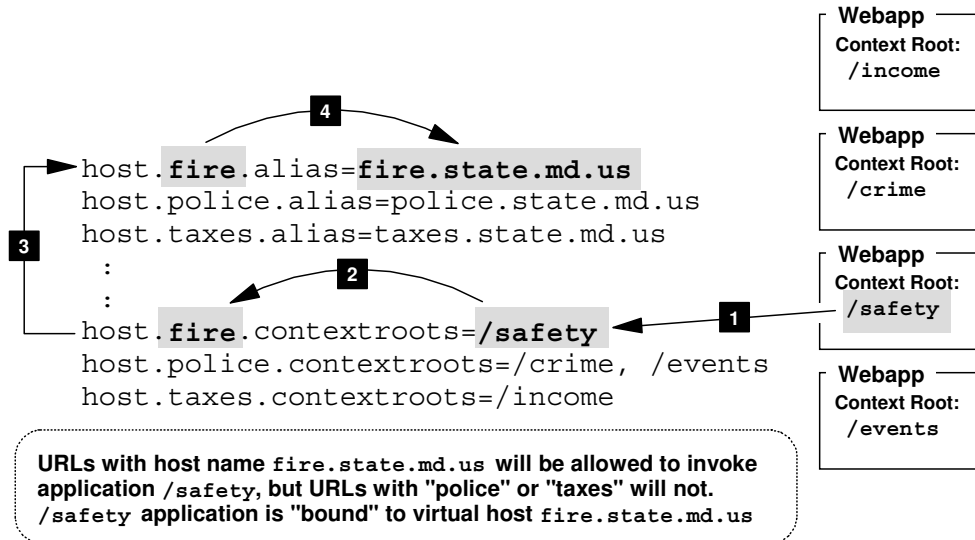 4
host.fire.alias=fire.state.md.us
host.police.alias=police.state.md.us
host.taxes.alias=taxes.state.md.us
3
:
:
2
host.fire.contextroots=/safety
1
host.police.contextroots=/crime, /events
host.taxes.contextroots=/income
Webapp
Context Root:
/income
Webapp
Context Root:
/crime
Webapp
Context Root:
/safety
Webapp
Context Root:
/events
URLs with host name fire.state.md.us will be allowed to invoke
application /safety, but URLs with "police" or "taxes" will not.
/safety application is "bound" to virtual host fire.state.md.us